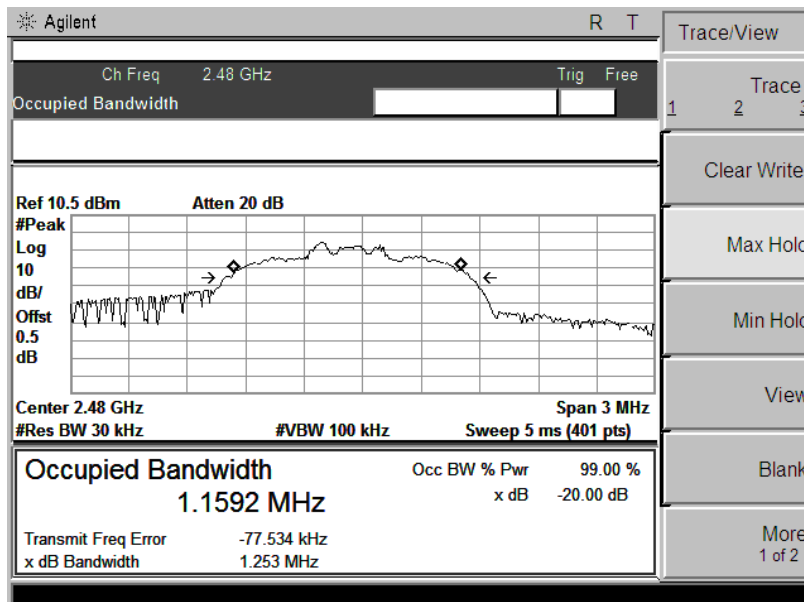 Agilent
R T
Ch Freq 2.48 GHz Trig Free
Occupied Bandwidth
Ref 10.5 dBm Atten 20 dB
#Peak
Log
10
dB/
Offst
0.5
dB
Center 2.48 GHz Span 3 MHz
#Res BW 30 kHz #VBW 100 kHz Sweep 5 ms (401 pts)
Occupied Bandwidth
1.1592 MHz
Occ BW % Pwr 99.00 %
x dB -20.00 dB
Transmit Freq Error -77.534 kHz
x dB Bandwidth 1.253 MHz
Trace/View
Trace
1 2 3
Clear Write
Max Hold
Min Hold
View
Blank
More
1 of 2